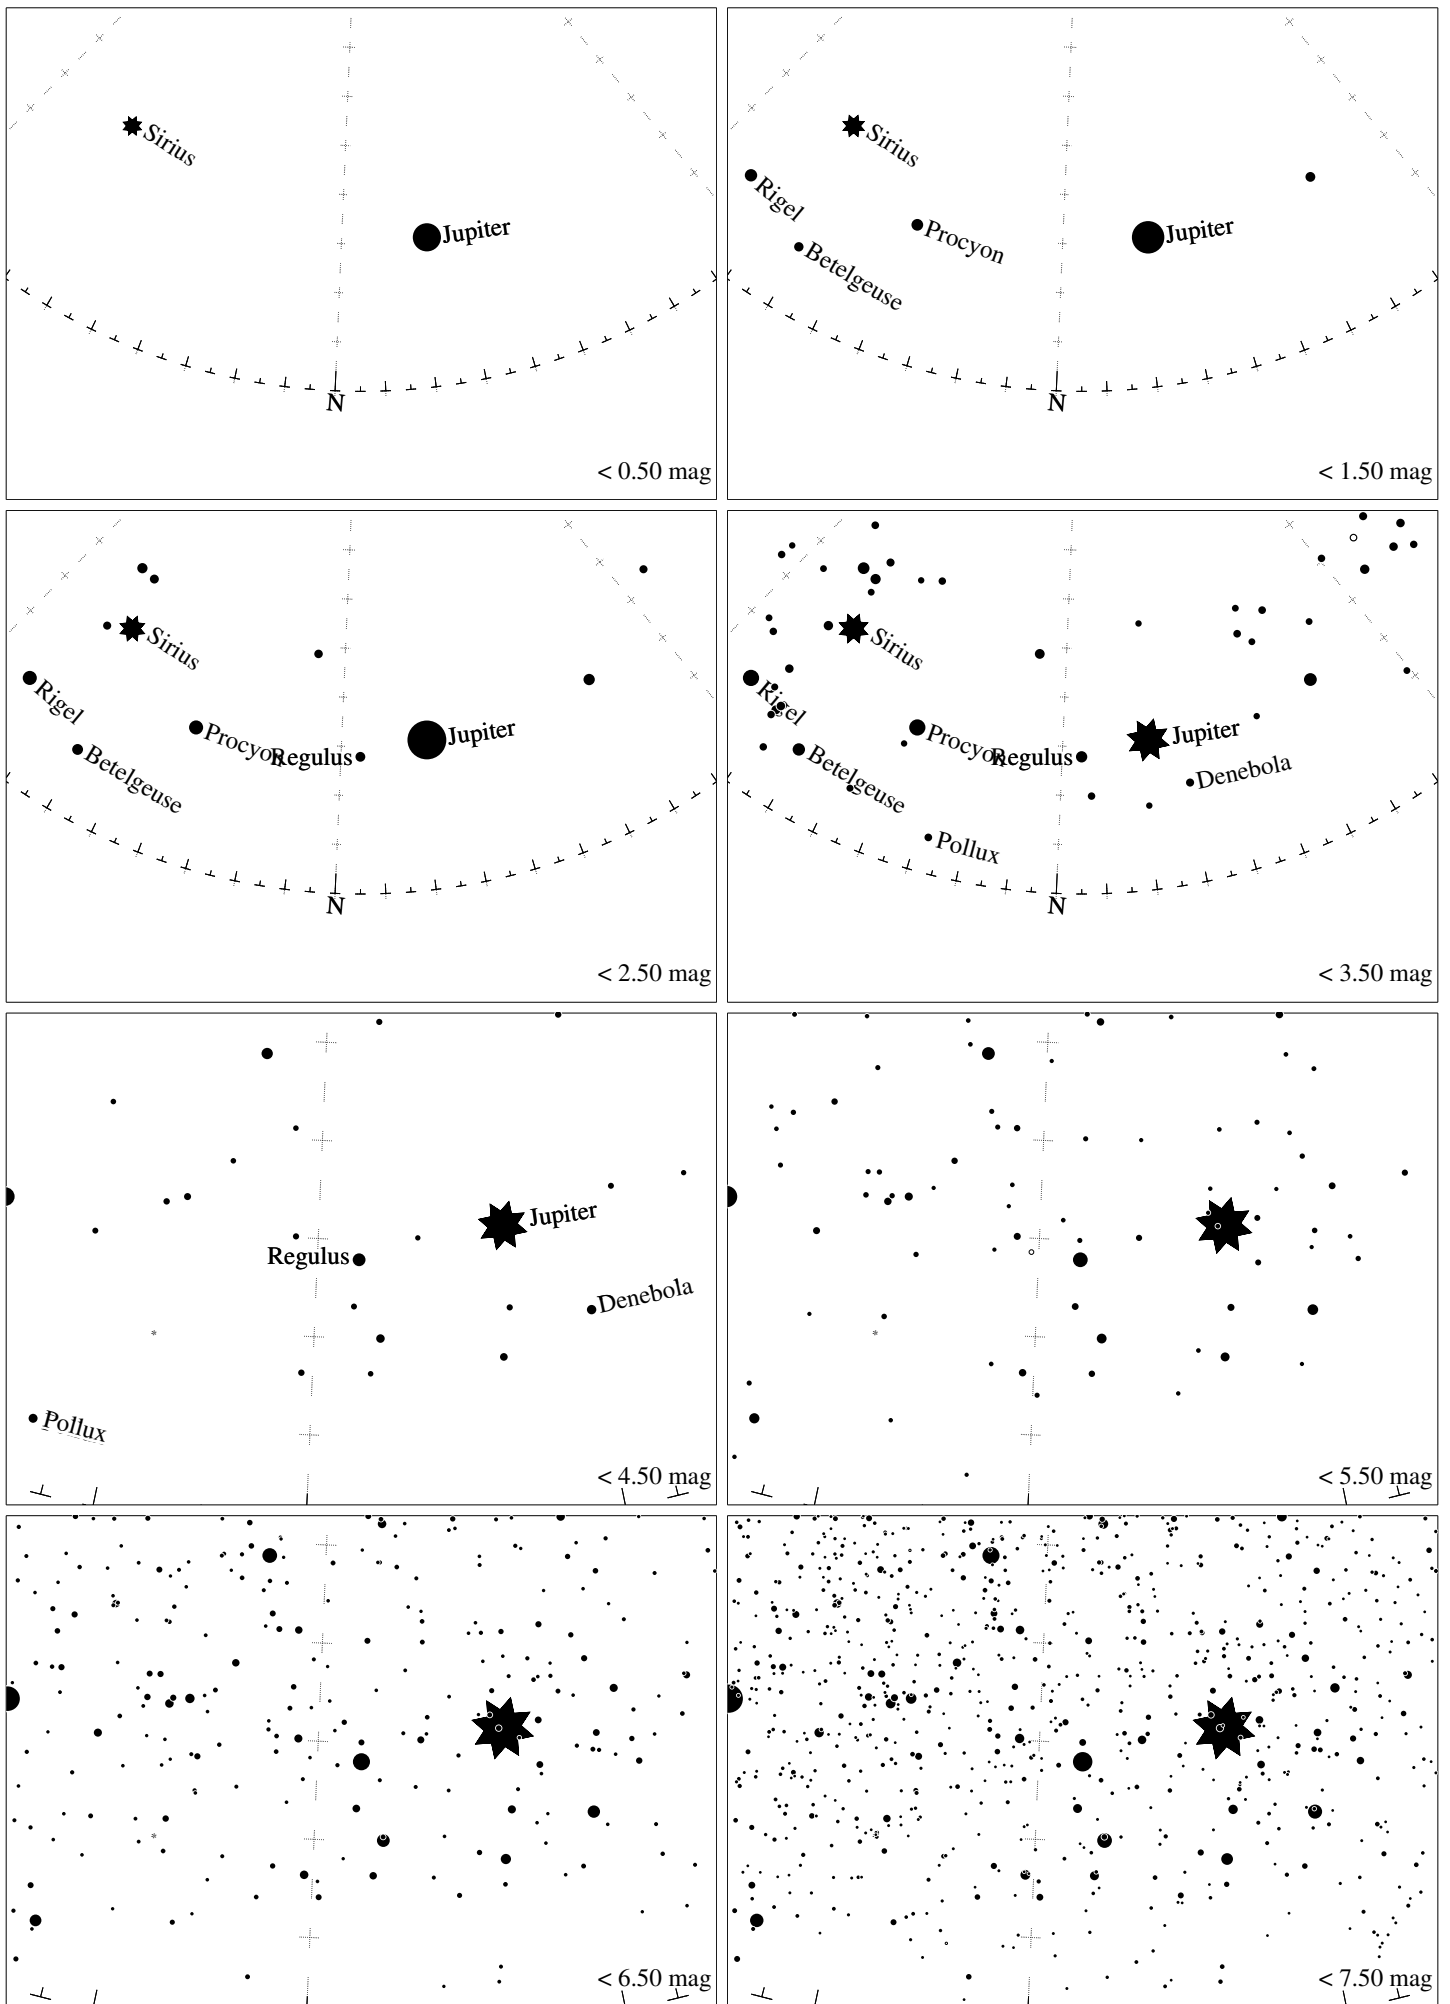 Sirius
Jupiter
N
< 0.50 mag
Sirius
Rigel
Procyon
Jupiter
Betelgeuse
N
< 1.50 mag
Sirius
Rigel
Procyon
Regulus
Jupiter
Betelgeuse
N
< 2.50 mag
Sirius
Rigel
Procyon
Regulus
Jupiter
Betelgeuse
Denebola
Pollux
N
< 3.50 mag
Jupiter
Regulus
Denebola
Pollux
< 4.50 mag
< 5.50 mag
< 6.50 mag
< 7.50 mag